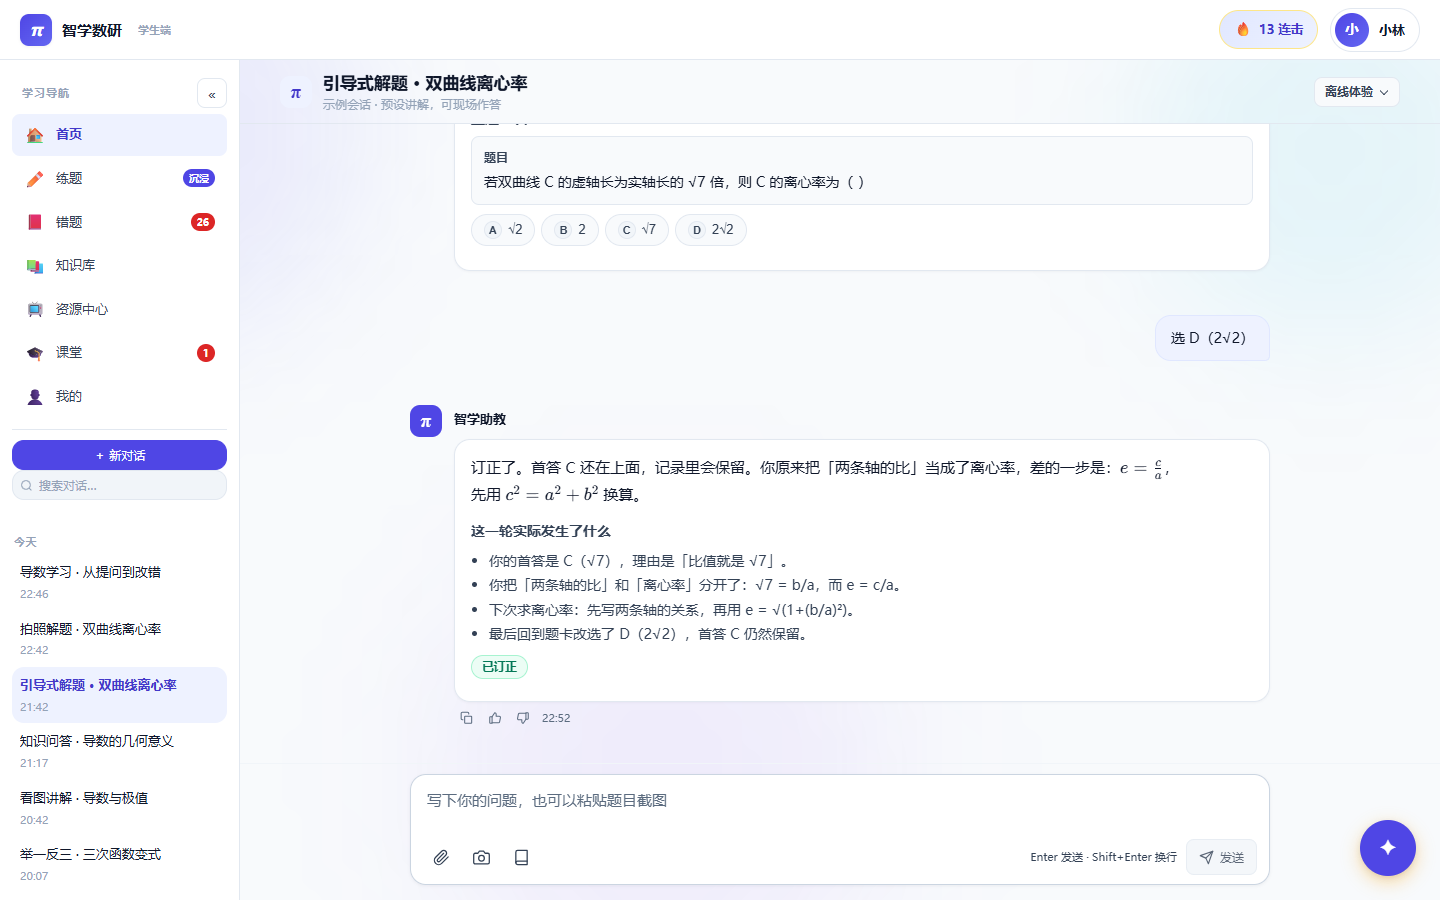 π 智学数研 学生端
13 连击
小 小林
学习导航 «
首页
练题 沉浸
错题 26
知识库
资源中心
课堂 1
我的
+ 新对话
搜索对话...
今天
导数学习 · 从提问到改错
22:46
拍照解题 · 双曲线离心率
22:42
引导式解题 • 双曲线离心率
21:42
知识问答 · 导数的几何意义
21:17
看图讲解 · 导数与极值
20:42
举一反三 · 三次函数变式
20:07
π 引导式解题 • 双曲线离心率
示例会话 · 预设讲解，可现场作答
离线体验
题目
若双曲线 C 的虚轴长为实轴长的 √7 倍，则 C 的离心率为（ ）
A √2 B 2 C √7 D 2√2
选 D（2√2）
π 智学助教
订正了。首答 C 还在上面，记录里会保留。你原来把「两条轴的比」当成了离心率，差的一步是：e = c/a，
先用 c² = a² + b² 换算。
这一轮实际发生了什么
• 你的首答是 C（√7），理由是「比值就是 √7」。
• 你把「两条轴的比」和「离心率」分开了：√7 = b/a，而 e = c/a。
• 下次求离心率：先写两条轴的关系，再用 e = √(1+(b/a)²)。
• 最后回到题卡改选了 D（2√2），首答 C 仍然保留。
已订正
22:52
写下你的问题，也可以粘贴题目截图
Enter 发送 · Shift+Enter 换行 发送